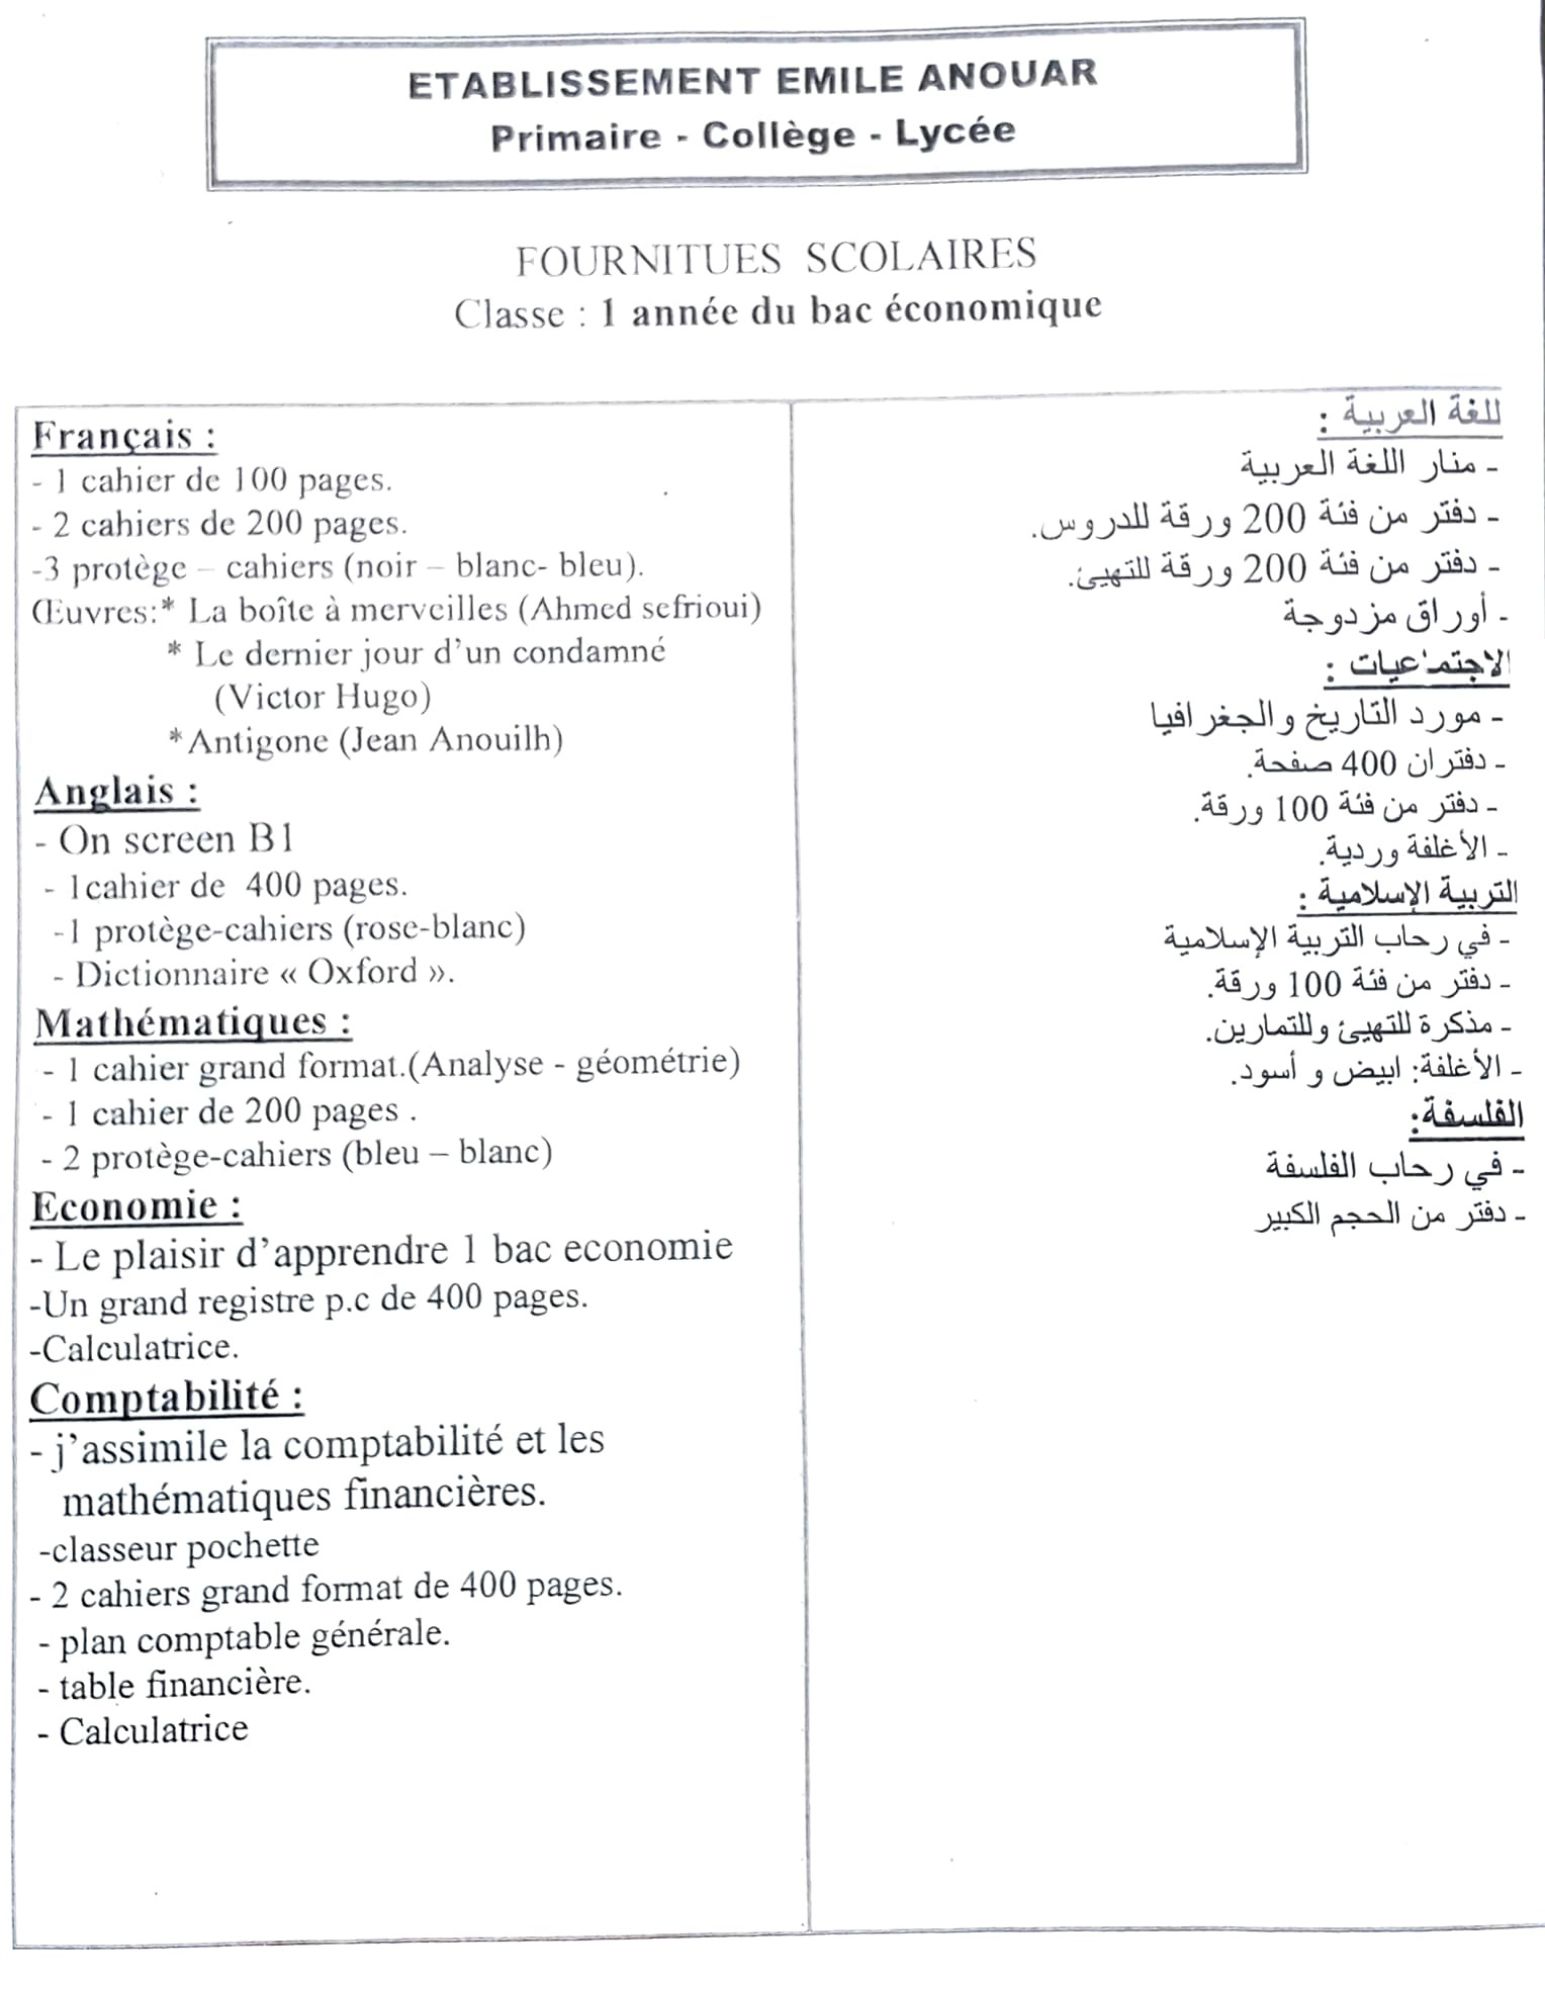 ETABLISSEMENT EMILE ANOUAR
Primaire - Collège - Lycée
FOURNITUES SCOLAIRES
Classe : 1 année du bac économique
Français :
- 1 cahier de 100 pages.
- 2 cahiers de 200 pages.
-3 protège – cahiers (noir – blanc- bleu).
Œuvres:* La boîte à merveilles (Ahmed sefrioui)
* Le dernier jour d’un condamné
(Victor Hugo)
*Antigone (Jean Anouilh)
Anglais :
- On screen B1
- 1cahier de 400 pages.
-1 protège-cahiers (rose-blanc)
- Dictionnaire « Oxford ».
Mathématiques :
- 1 cahier grand format.(Analyse - géométrie)
- 1 cahier de 200 pages .
- 2 protège-cahiers (bleu – blanc)
Economie :
- Le plaisir d’apprendre 1 bac economie
-Un grand registre p.c de 400 pages.
-Calculatrice.
Comptabilité :
- j’assimile la comptabilité et les
mathématiques financières.
-classeur pochette
- 2 cahiers grand format de 400 pages.
- plan comptable générale.
- table financière.
- Calculatrice
للغة العربية :
- منار اللغة العربية
- دفتر من فئة 200 ورقة للدروس.
- دفتر من فئة 200 ورقة للتهيئ.
- أوراق مزدوجة
الاجتماعيات :
- مورد التاريخ والجغرافيا
- دفتران 400 صفحة.
- دفتر من فئة 100 ورقة.
- الأغلفة وردية.
التربية الإسلامية :
- في رحاب التربية الإسلامية
- دفتر من فئة 100 ورقة.
- مذكرة للتهيئ وللتمارين.
- الأغلفة: ابيض و أسود.
الفلسفة:
- في رحاب الفلسفة
- دفتر من الحجم الكبير